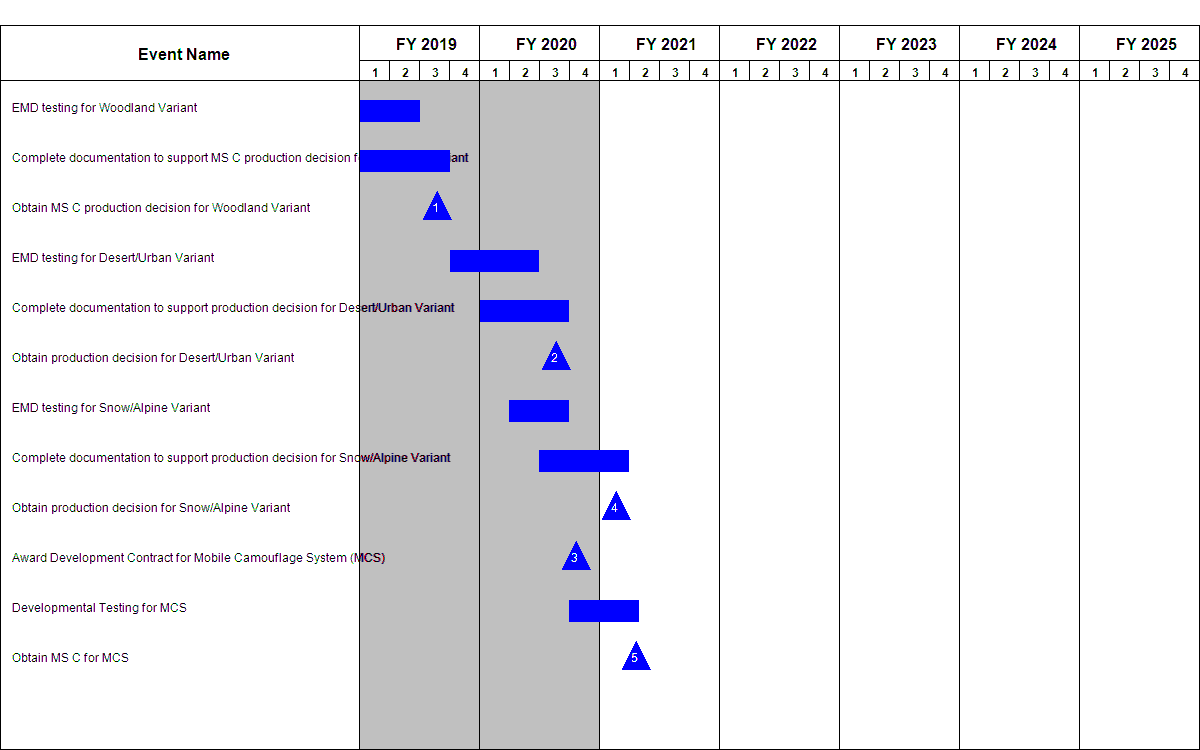 Event Name FY 2019 FY 2020 FY 2021 FY 2022 FY 2023 FY 2024 FY 2025
1 2 3 4 1 2 3 4 1 2 3 4 1 2 3 4 1 2 3 4 1 2 3 4 1 2 3 4
EMD testing for Woodland Variant
Complete documentation to support MS C production decision
Obtain MS C production decision for Woodland Variant
1
EMD testing for Desert/Urban Variant
Complete documentation to support production decision for Desert/Urban Variant
Obtain production decision for Desert/Urban Variant
2
EMD testing for Snow/Alpine Variant
Complete documentation to support production decision for Snow/Alpine Variant
Obtain production decision for Snow/Alpine Variant
4
Award Development Contract for Mobile Camouflage System (MCS)
3
Developmental Testing for MCS
Obtain MS C for MCS
5